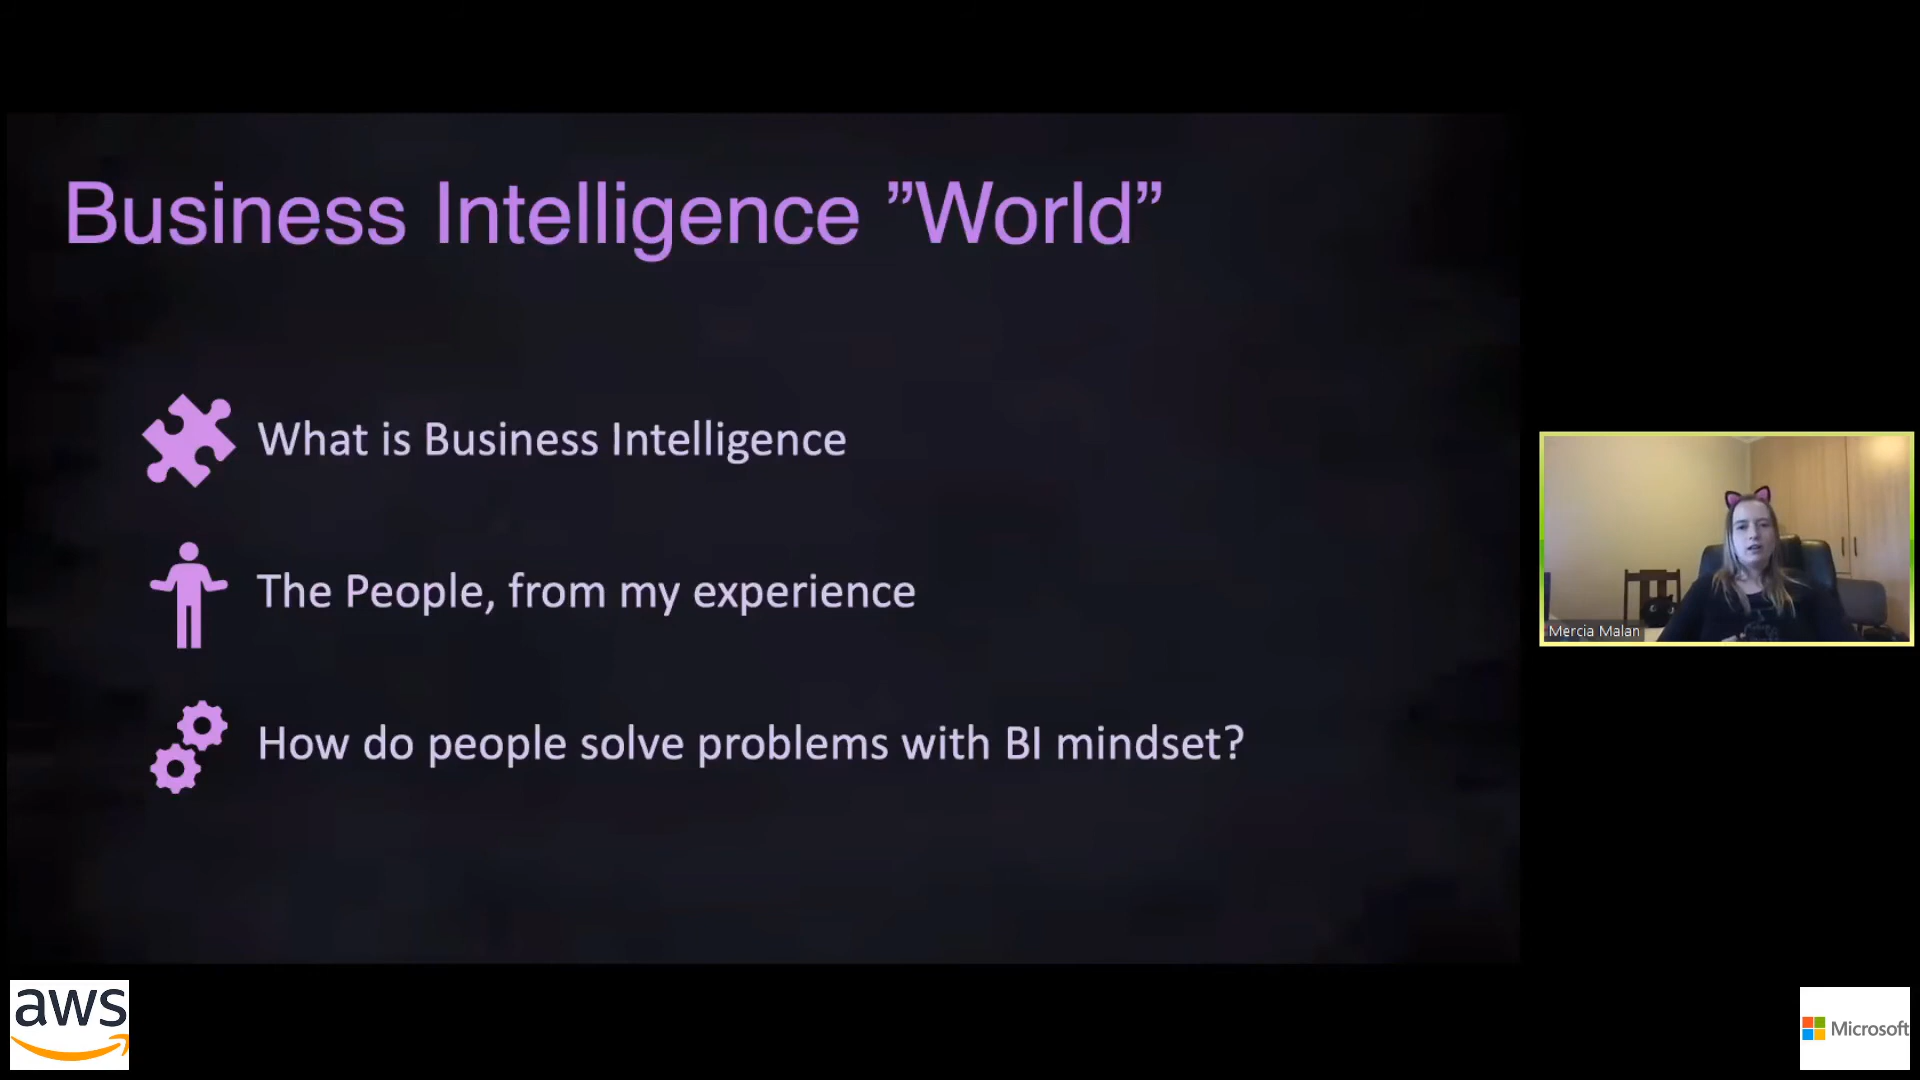 Business Intelligence ”World”
What is Business Intelligence
The People, from my experience
How do people solve problems with BI mindset?
Mercia Malan
aws
Microsoft